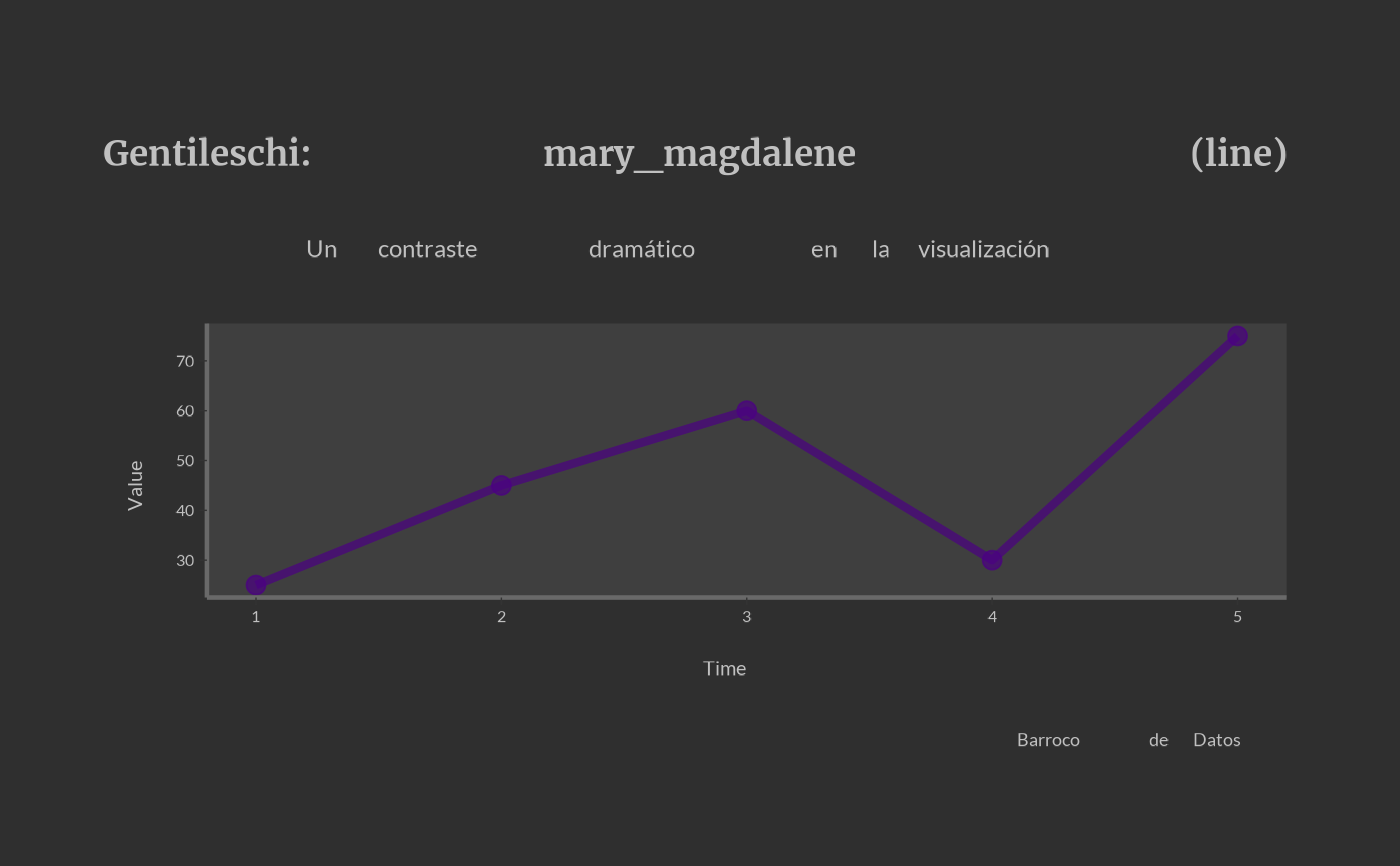 Gentileschi: mary_magdalene (line)
Un contraste dramático en la visualización
70
60
50
40
30
Value
1 2 3 4 5
Time
Barroco de Datos